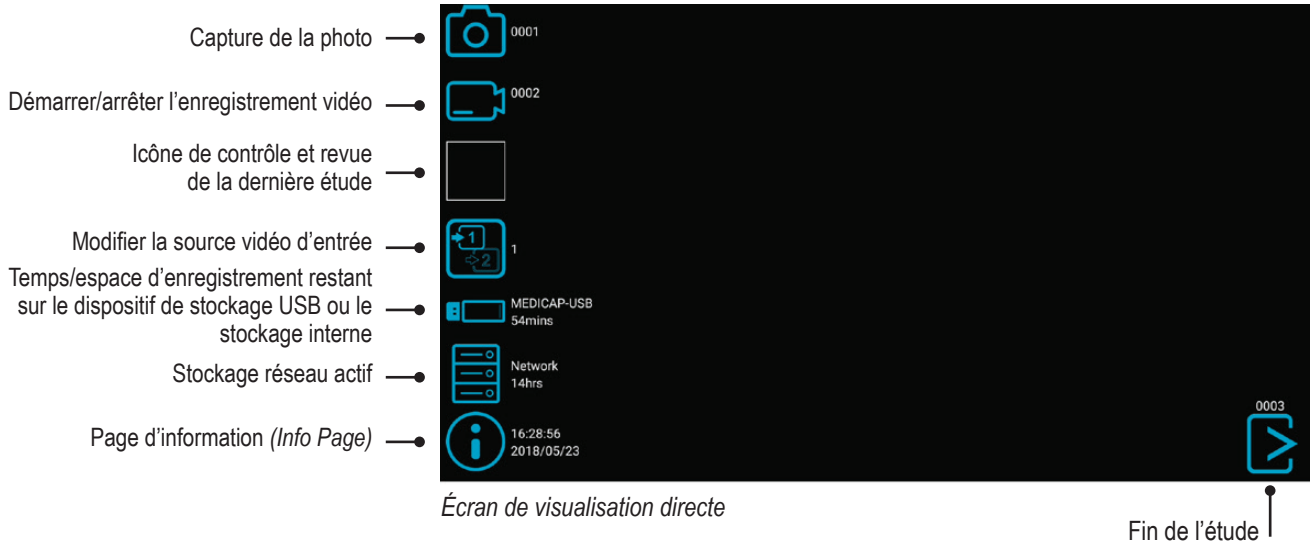 Capture de la photo
0001
Démarrer/arrêter l’enregistrement vidéo
0002
Icône de contrôle et revue
de la dernière étude
Modifier la source vidéo d’entrée
1
2
1
Temps/espace d’enregistrement restant
sur le dispositif de stockage USB ou le
stockage interne
MEDICAP-USB
54mins
Stockage réseau actif
Network
14hrs
Page d’information (Info Page)
16:28:56
2018/05/23
0003
Écran de visualisation directe
Fin de l’étude